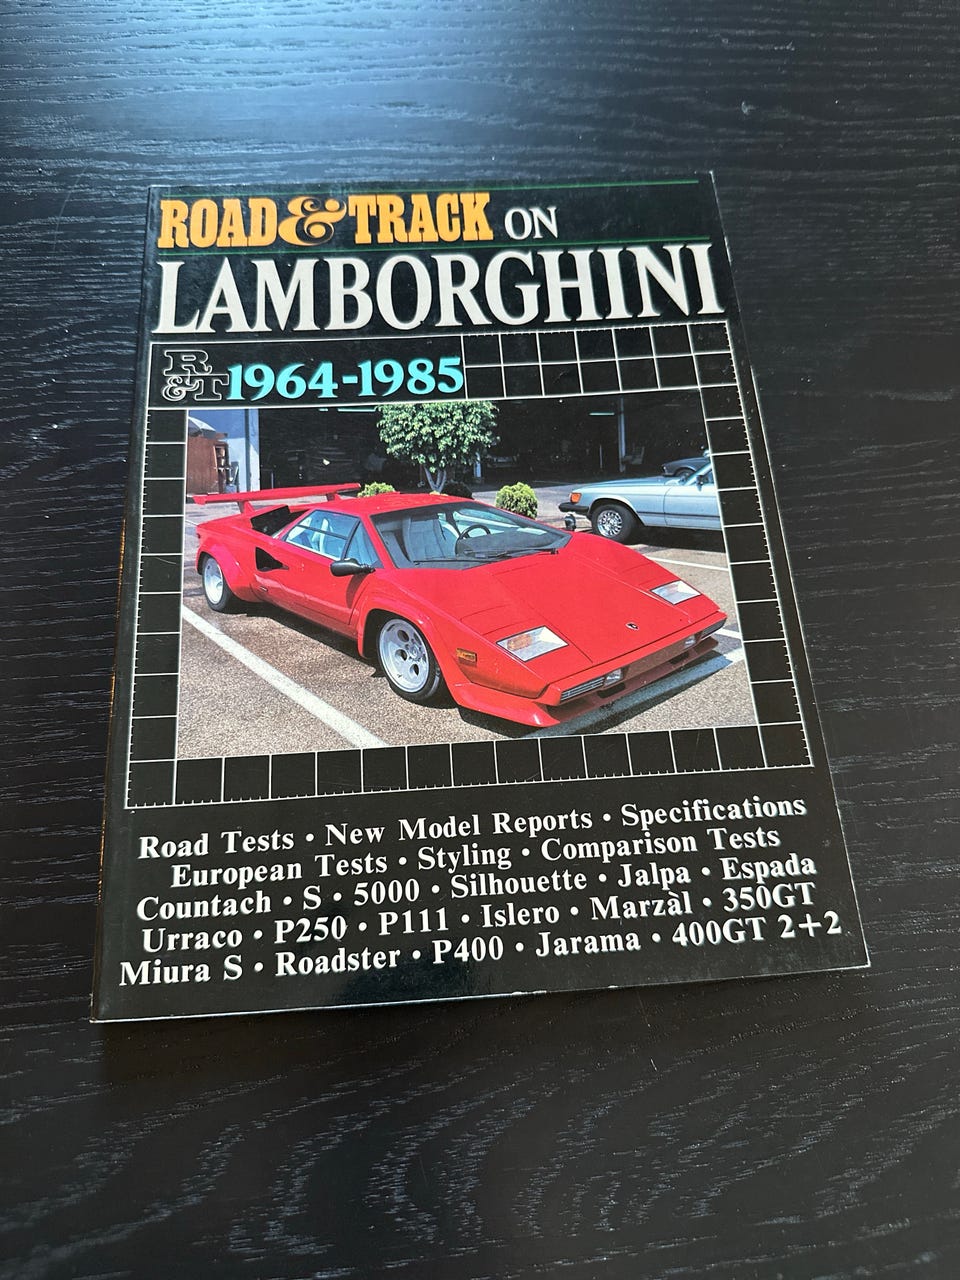 ROAD & TRACK ON
LAMBORGHINI
R&T 1964-1985
Road Tests • New Model Reports • Specifications
European Tests • Styling • Comparison Tests
Countach • S • 5000 • Silhouette • Jalpa • Espada
Urraco • P250 • P111 • Islero • Marzàl • 350GT
Miura S • Roadster • P400 • Jarama • 400GT 2+2